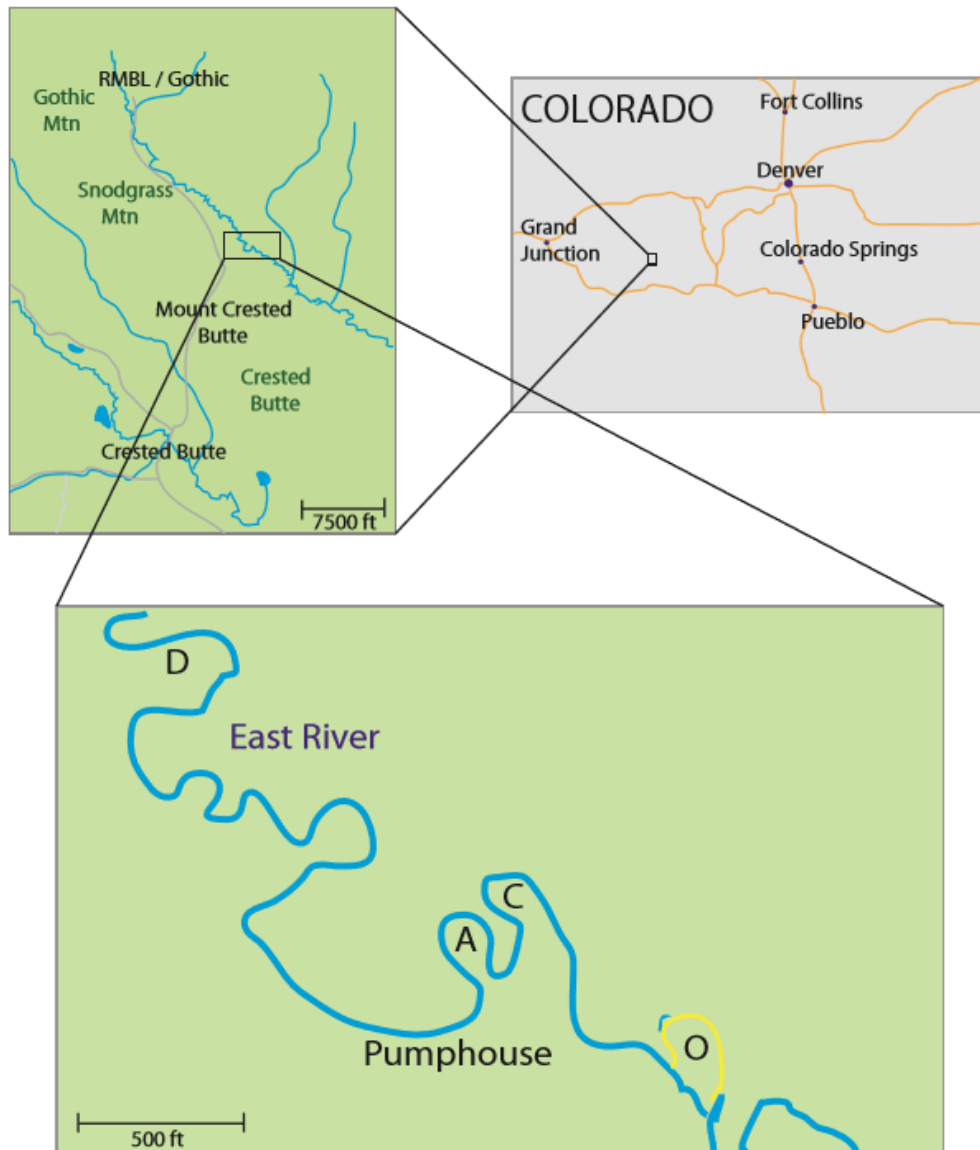 RMBL / Gothic
Gothic
Mtn
Snodgrass
Mtn
Mount Crested
Butte
Crested
Butte
Crested Butte
7500 ft
COLORADO
Fort Collins
Denver
Grand
Junction
Colorado Springs
Pueblo
D
East River
C
A
Pumphouse
O
500 ft